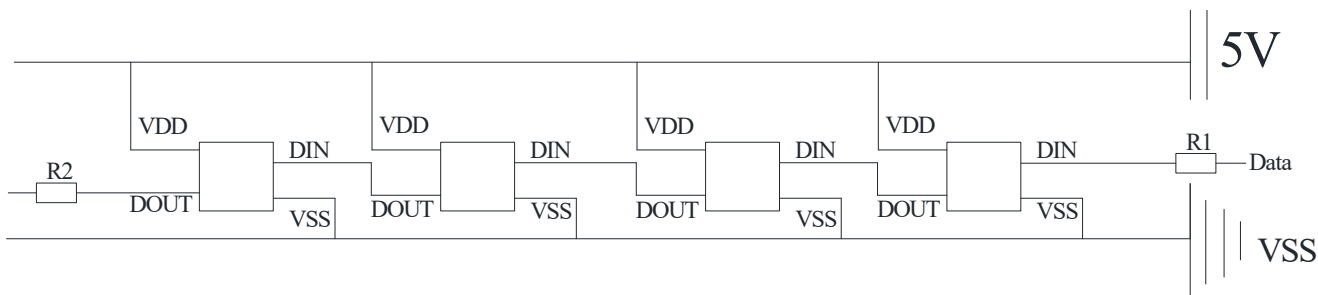 5V
VDD
VDD
VDD
VDD
R1
DIN
DIN
DIN
DIN
Data
R2
DOUT
DOUT
DOUT
DOUT
VSS
VSS
VSS
VSS
VSS